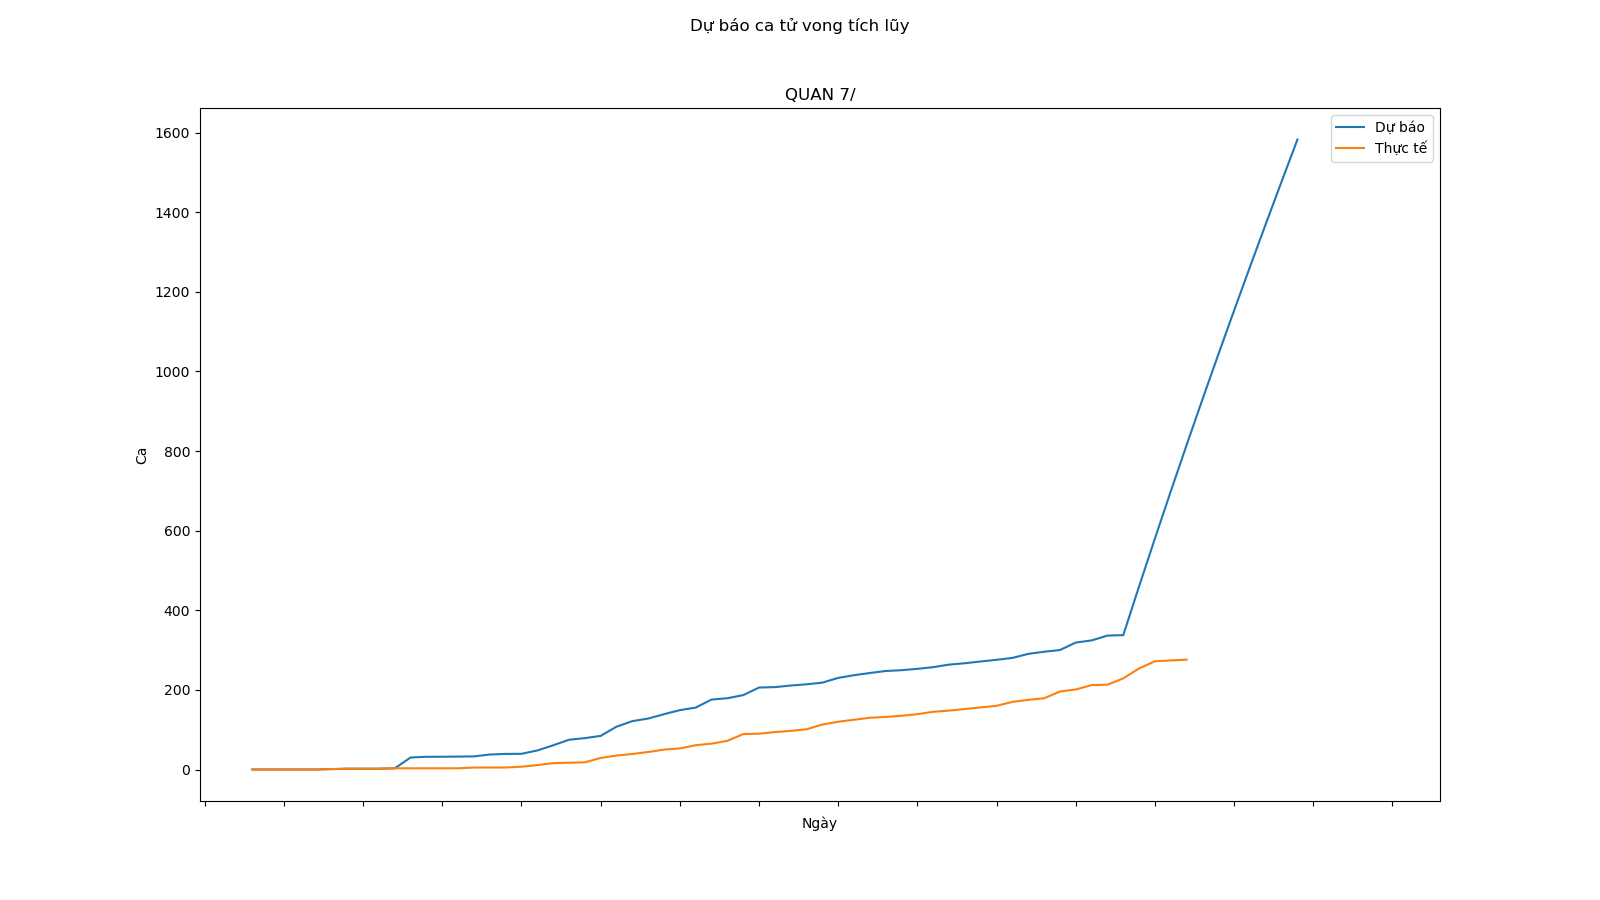 Dự báo ca tử vong tích lũy
QUAN 7/
Dự báo
Thực tế
1600
1400
1200
1000
800
600
400
200
0
Ca
Ngày